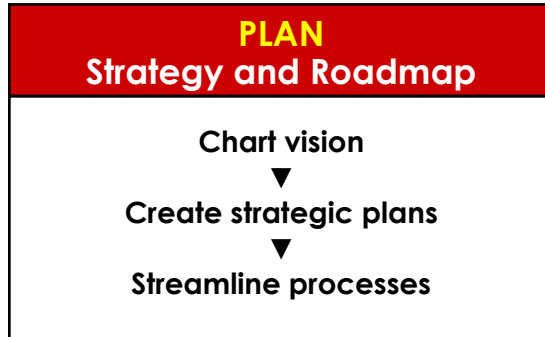 PLAN
Strategy and Roadmap
Chart vision
▼
Create strategic plans
▼
Streamline processes